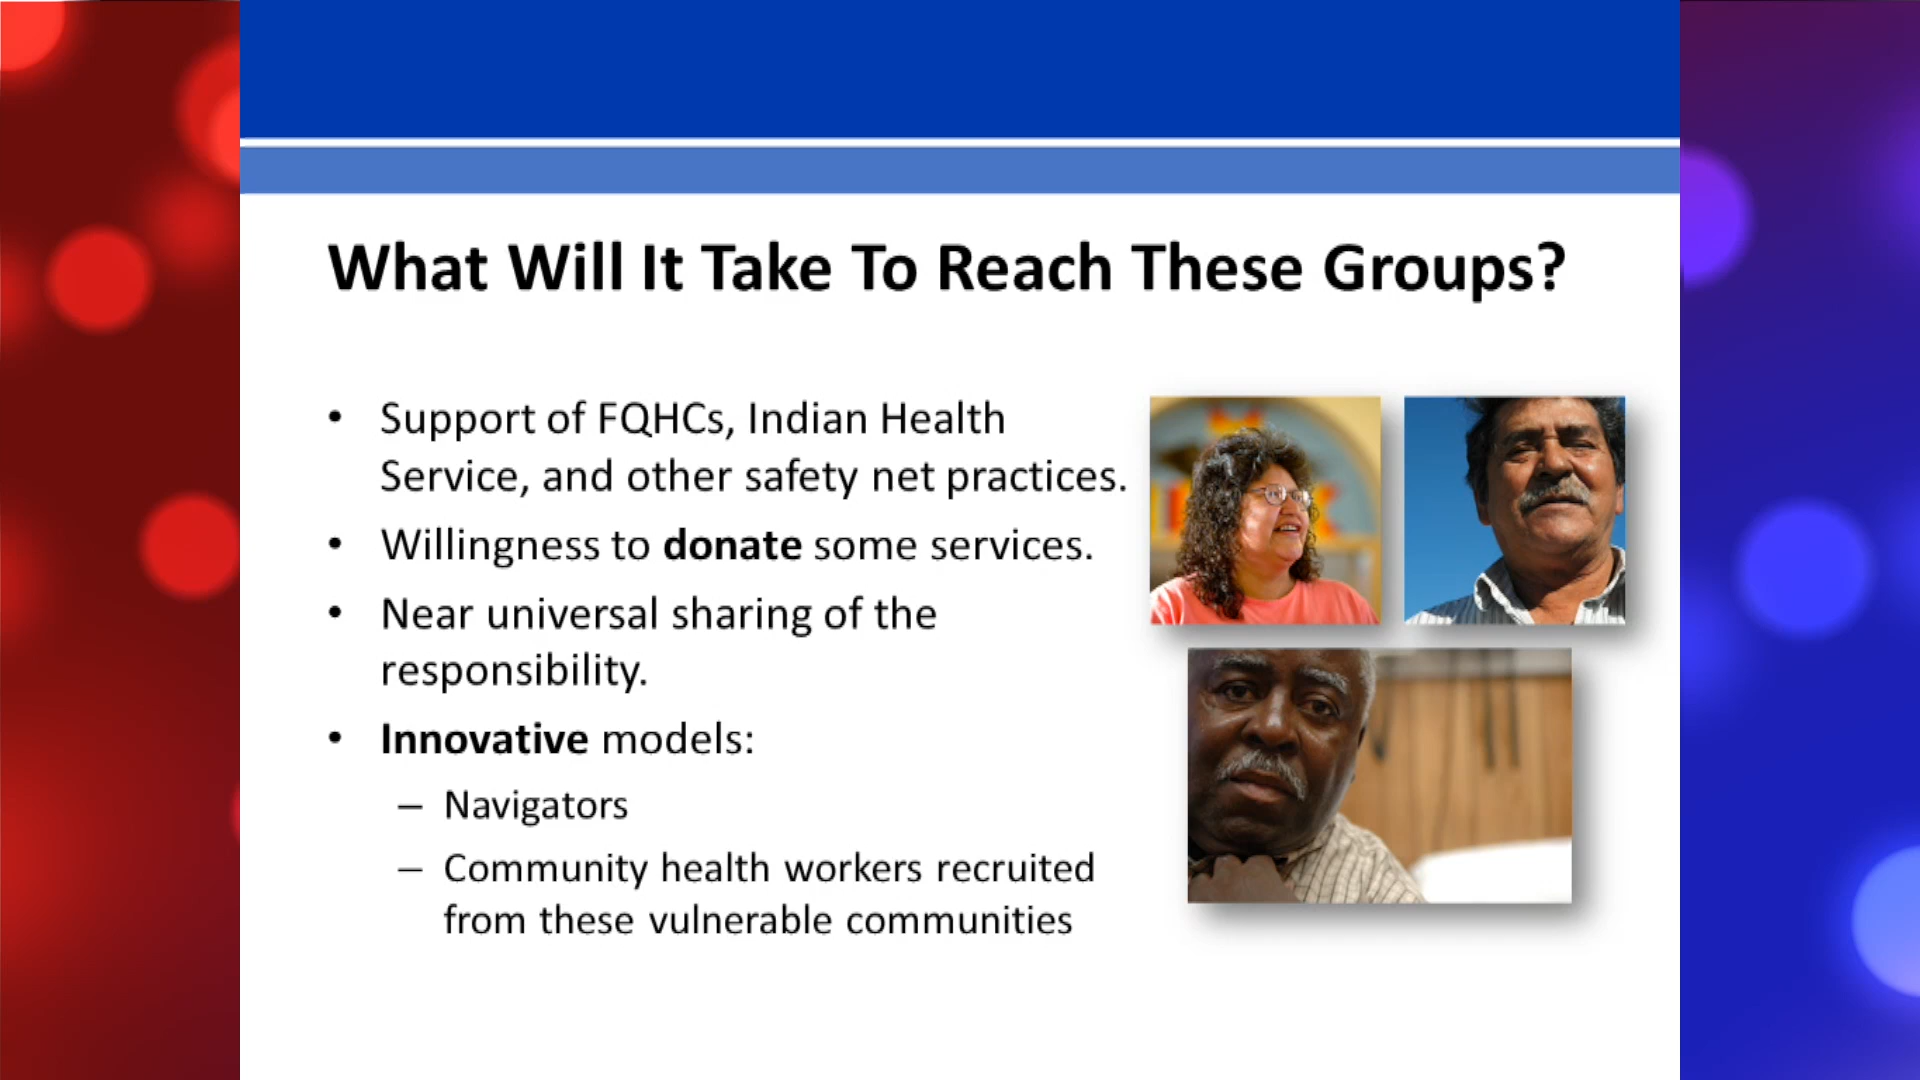 What Will It Take To Reach These Groups?
• Support of FQHCs, Indian Health
Service, and other safety net practices.
• Willingness to donate some services.
• Near universal sharing of the
responsibility.
• Innovative models:
– Navigators
– Community health workers recruited
from these vulnerable communities